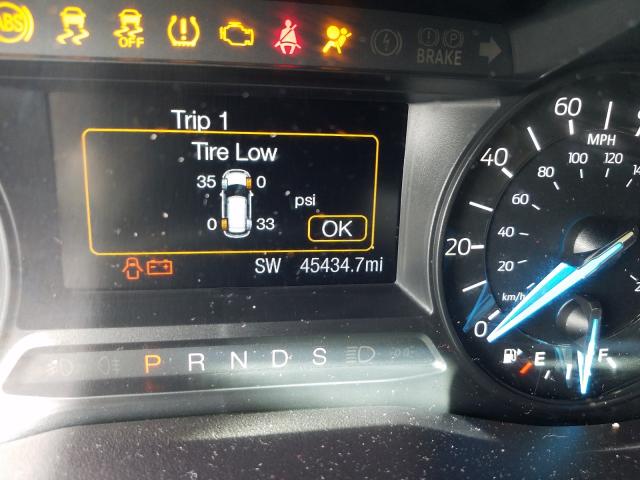 ABS OFF BRAKE
Trip 1
Tire Low
35 0
psi
0 33
OK
SW 45434.7mi
P R N D S
60
MPH
40 80 100 120
60
20 40
20
km/h
0
E F